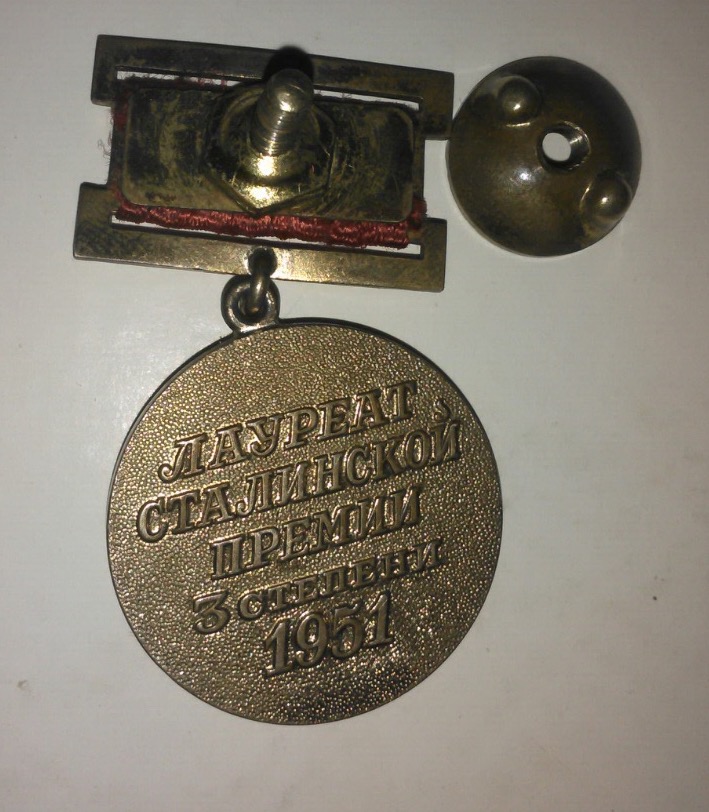 ЛАУРЕАТ
СТАЛИНСКОЙ
ПРЕМИИ
3 СТЕПЕНИ
1951